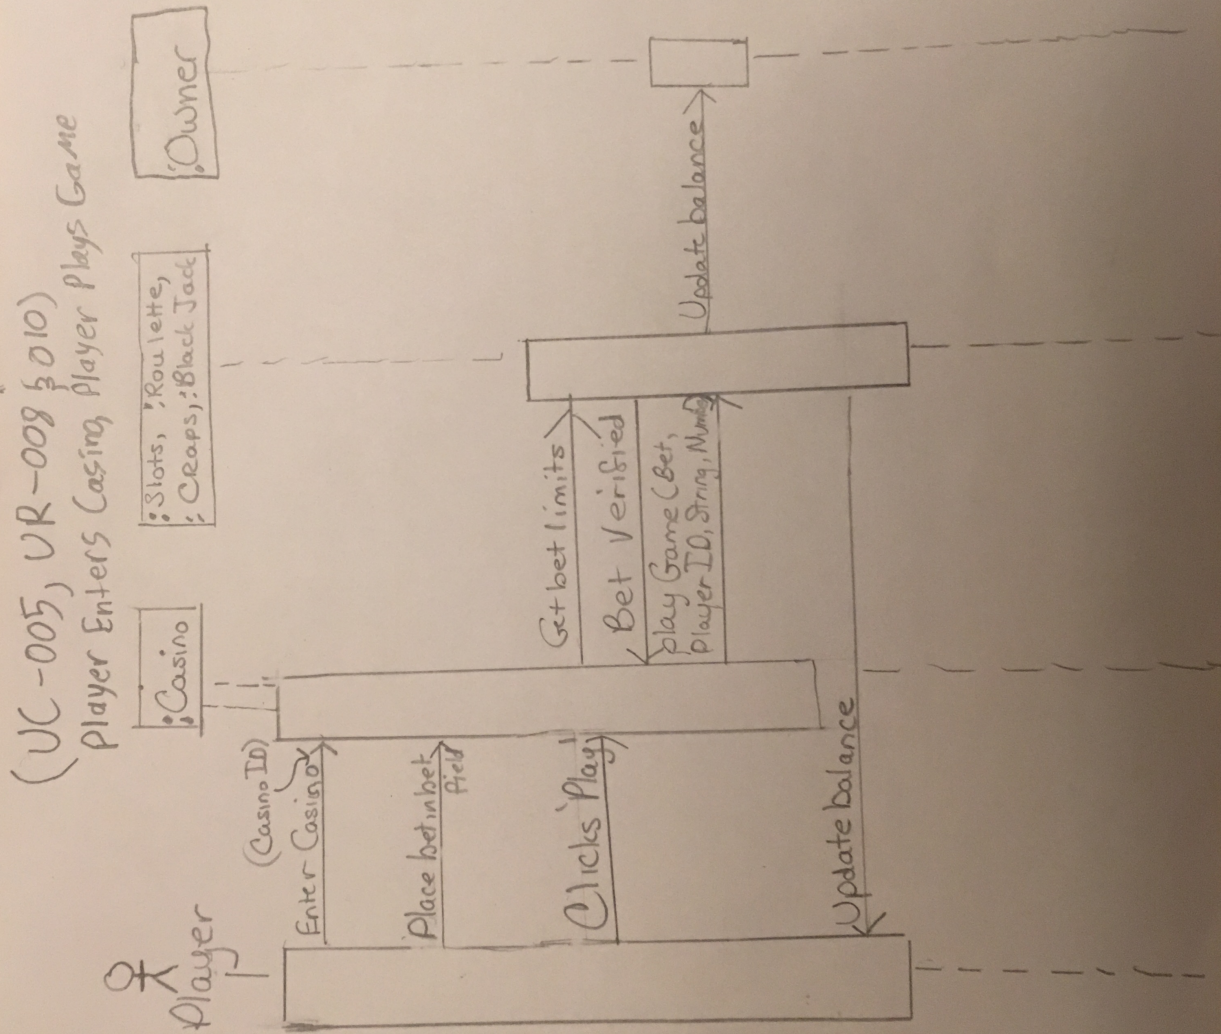 (UC-005, UR-008 & 010)
Player Enters Casino, Player Plays Game
Player
:Casino
:Slots, :Roulette,
:Craps, :Black Jack
:Owner
(Casino ID)
Enter Casino
Place bet in bet
field
Clicks 'Play'
Get bet limits
Bet Verified
play Game (Bet,
Player ID, String,
Update balance
Update balance